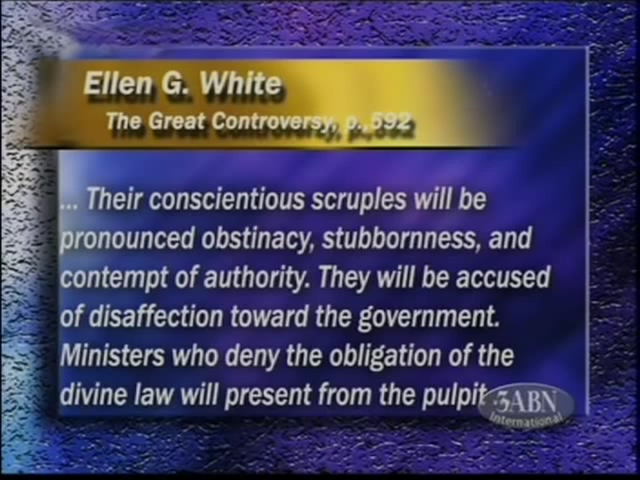 Ellen G. White
The Great Controversy, p., 592
... Their conscientious scruples will be
pronounced obstinacy, stubbornness, and
contempt of authority. They will be accused
of disaffection toward the government.
Ministers who deny the obligation of the
divine law will present from the pulpit
3ABN
International